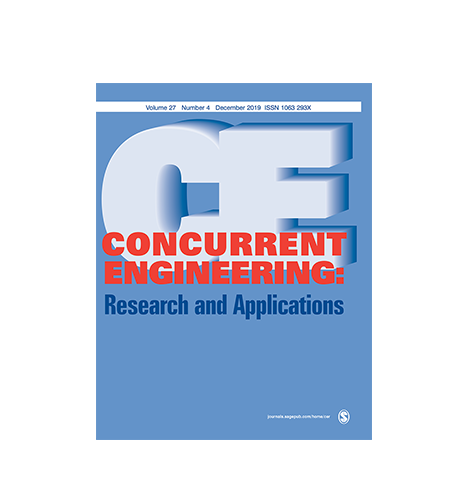 Volume 27 Number 4 December 2019 ISSN 1063 293X
CE
CONCURRENT
ENGINEERING:
Research and Applications
journals.sagepub.com/home/cer
S